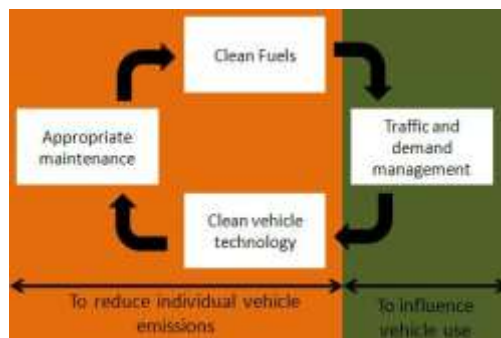 Clean Fuels
Appropriate
maintenance
Traffic and
demand
management
Clean vehicle
technology
To reduce individual vehicle
emissions
To influence
vehicle use